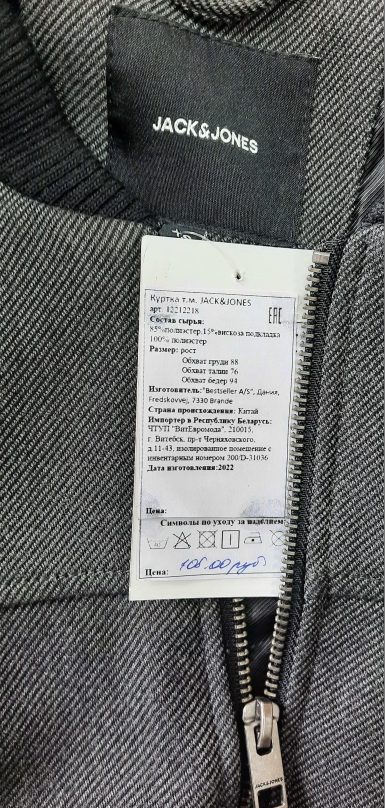 JACK&JONES
Куртка т.м. JACK&JONES
арт. 12212218
EAC
Состав сырья:
85%полиэстер,15%вискоза подкладка
100% полиэстер
Размер: рост
Обхват груди 88
Обхват талии 76
Обхват бедер 94
Изготовитель:"Bestseller A/S", Дания,
Fredskovvej, 7330 Brande
Страна происхождения: Китай
Импортер в Республику Беларусь:
ЧТУП "ВитЕвромода", 210015,
г. Витебск, пр-т Черняховского,
д.11-43, изолированное помещение с
инвентарным номером 200/D-31036
Дата изготовления:2022
Цена:
Символы по уходу за изделием:
Цена: 108.00 руб
JACK&JONES